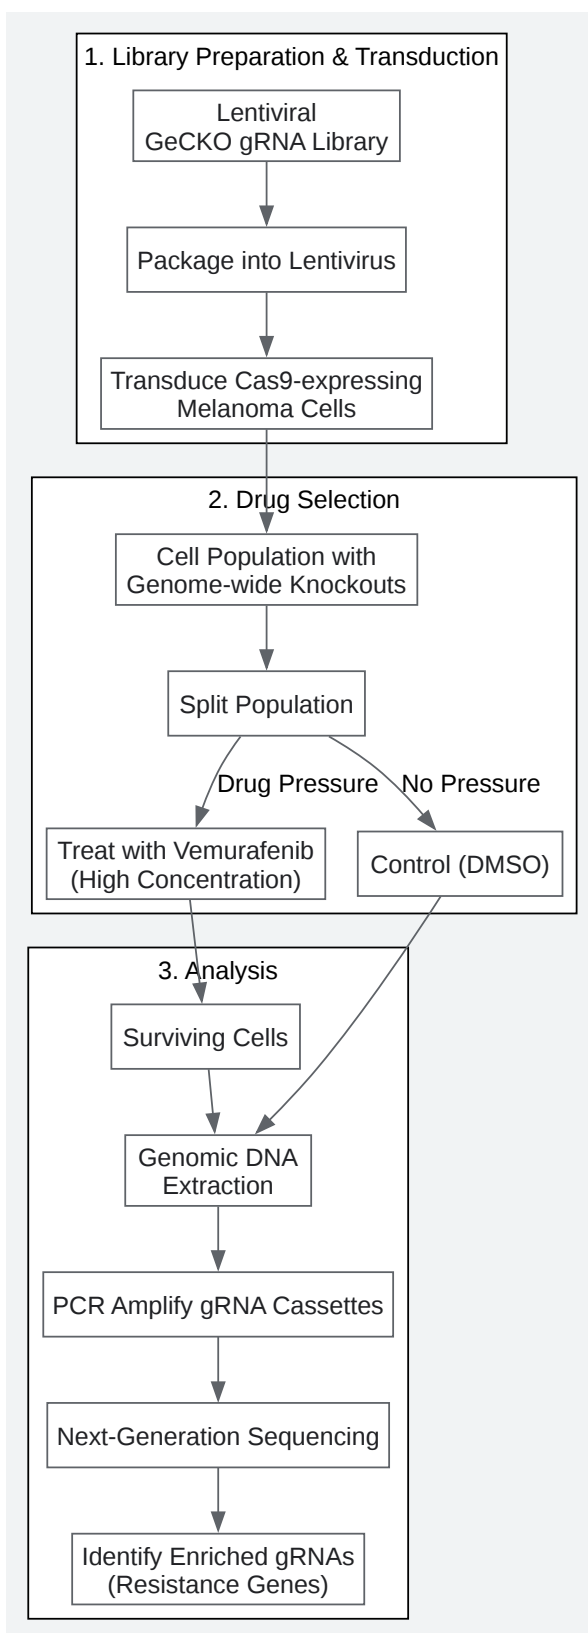 1. Library Preparation & Transduction
Lentiviral
GeCKO gRNA Library
Package into Lentivirus
Transduce Cas9-expressing
Melanoma Cells
2. Drug Selection
Cell Population with
Genome-wide Knockouts
Split Population
Drug Pressure
No Pressure
Treat with Vemurafenib
(High Concentration)
Control (DMSO)
3. Analysis
Surviving Cells
Genomic DNA
Extraction
PCR Amplify gRNA Cassettes
Next-Generation Sequencing
Identify Enriched gRNAs
(Resistance Genes)